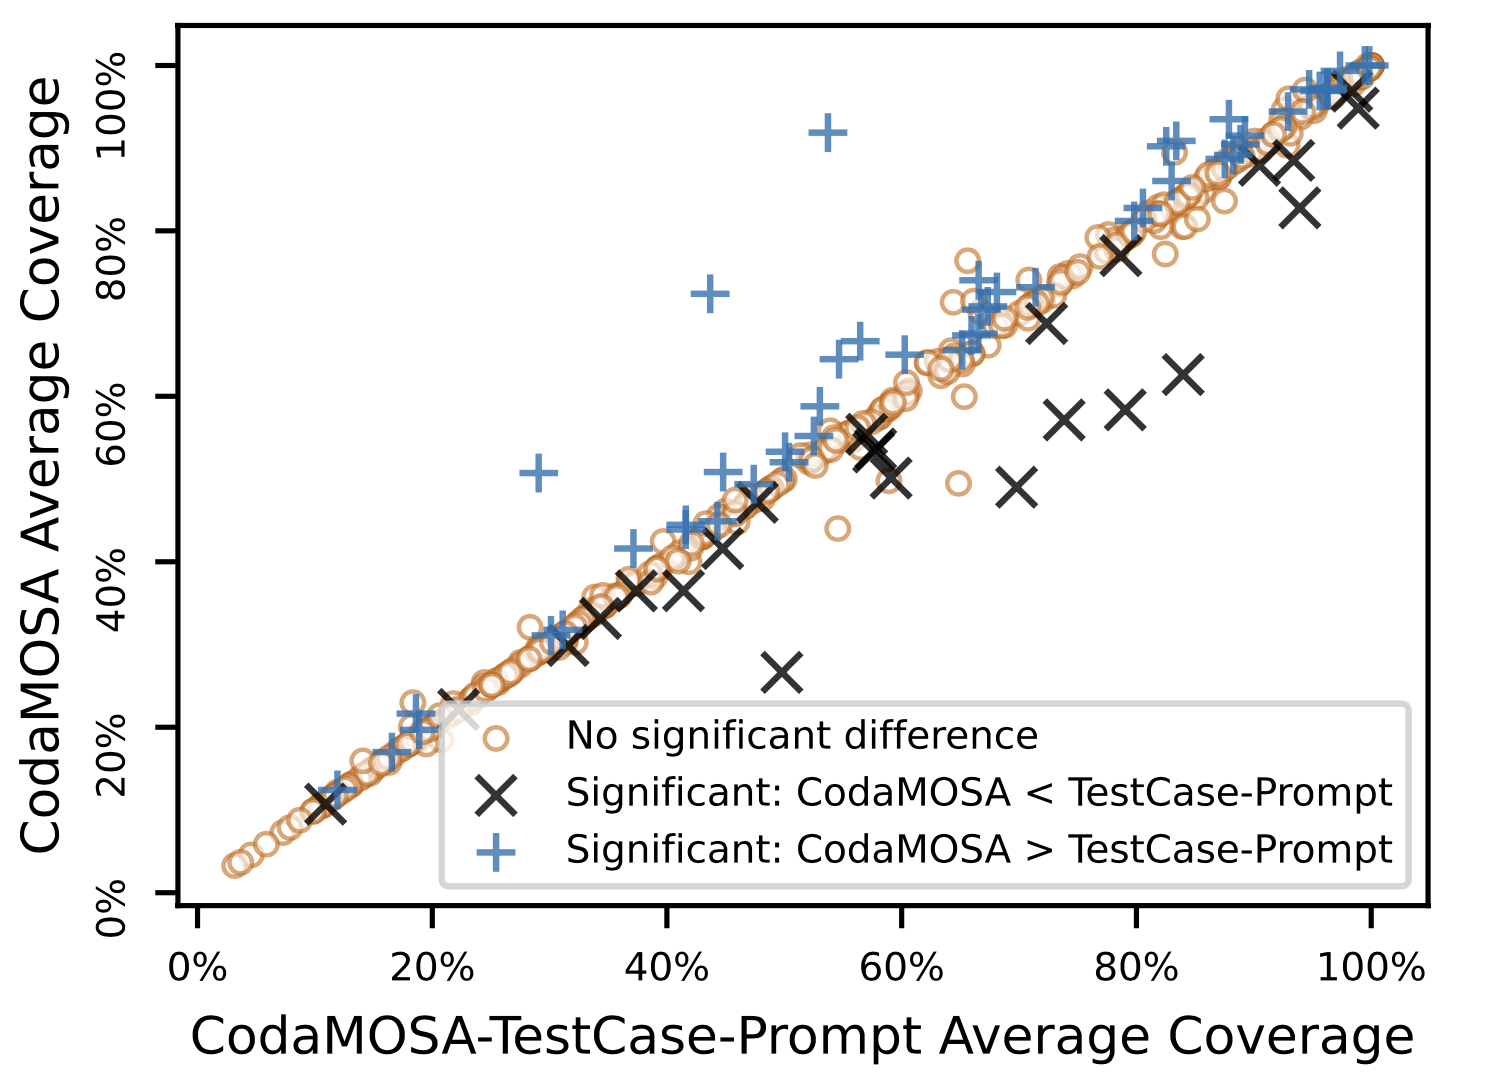 CodaMOSA Average Coverage
100%
80%
60%
40%
20%
0%
No significant difference
Significant: CodaMOSA < TestCase-Prompt
Significant: CodaMOSA > TestCase-Prompt
0% 20% 40% 60% 80% 100%
CodaMOSA-TestCase-Prompt Average Coverage